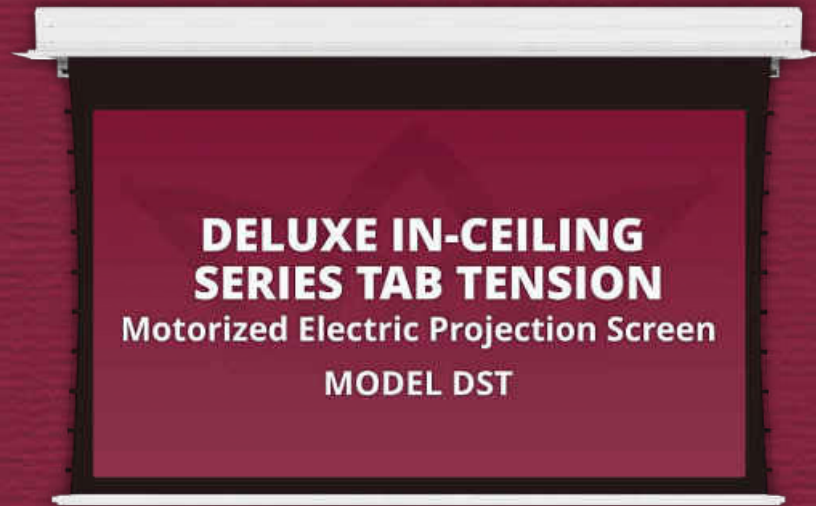 DELUXE IN-CEILING
SERIES TAB TENSION
Motorized Electric Projection Screen
MODEL DST